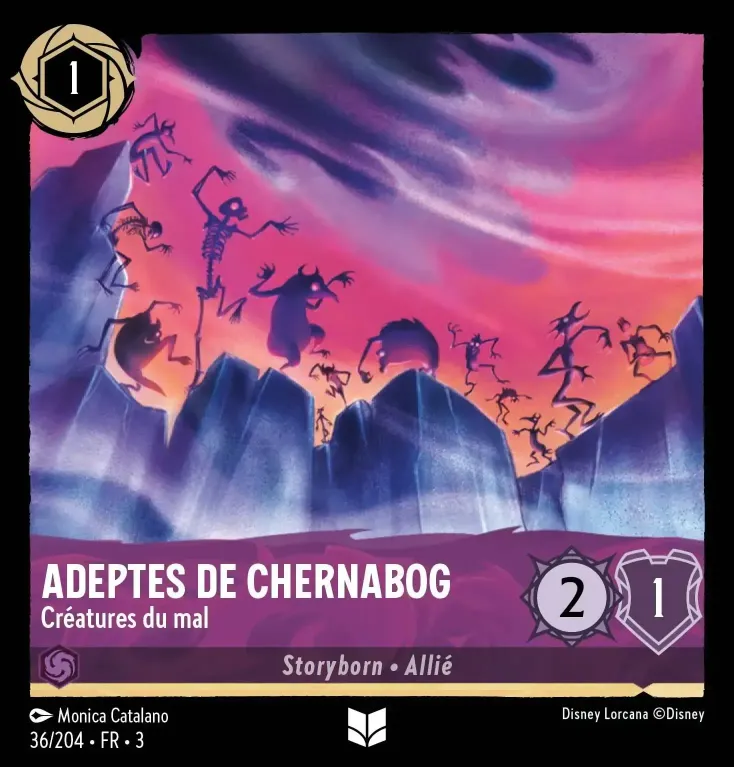 1
ADEPTES DE CHERNABOG
Créatures du mal
2
1
Storyborn • Allié
Monica Catalano
Disney Lorcana ©Disney
36/204 • FR • 3